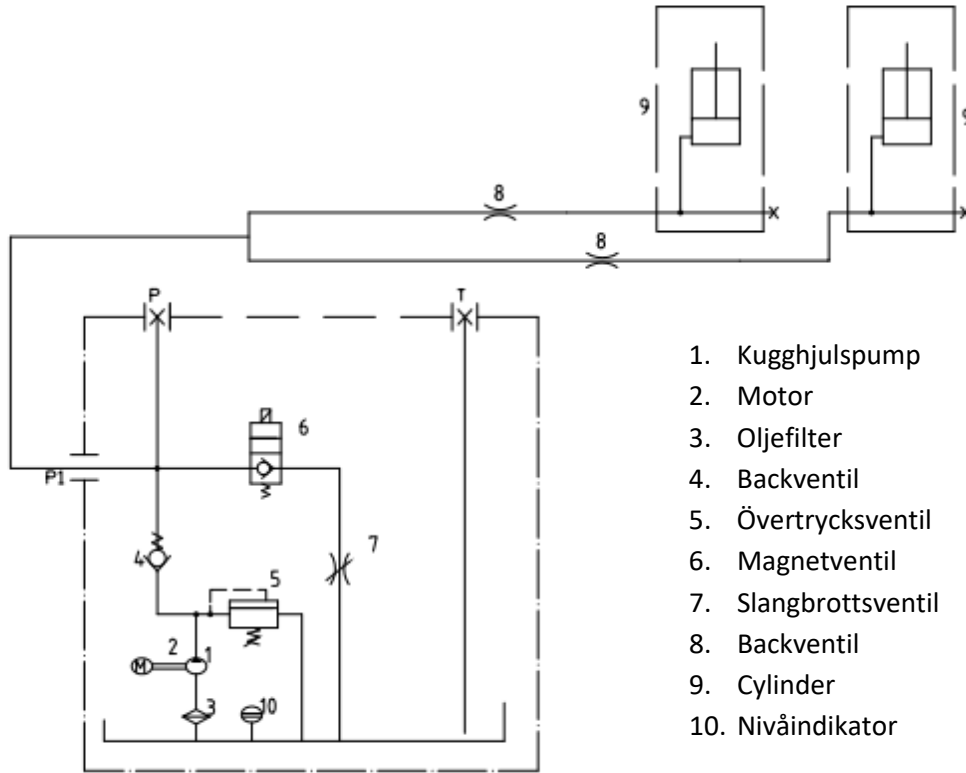 9
9
8
8
P
T
6
P1
7
4
5
2
1
M
3
10
1. Kugghjulspump
2. Motor
3. Oljefilter
4. Backventil
5. Övertrycksventil
6. Magnetventil
7. Slangbrottsventil
8. Backventil
9. Cylinder
10. Nivåindikator